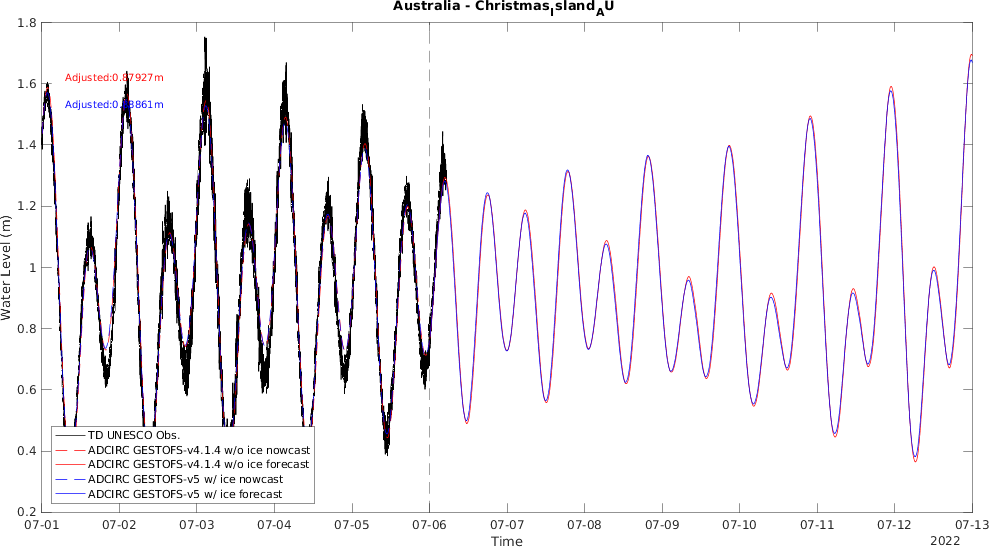 Australia - ChristmasIslandAU
1.8
1.6
1.4
1.2
1
0.8
0.6
0.4
0.2
Water Level (m)
Adjusted:0.87927m
TD UNESCO Obs.
ADCIRC GESTOFS-v4.1.4 w/o ice nowcast
ADCIRC GESTOFS-v4.1.4 w/o ice forecast
ADCIRC GESTOFS-v5 w/ ice nowcast
ADCIRC GESTOFS-v5 w/ ice forecast
07-01 07-02 07-03 07-04 07-05 07-06 07-07 07-08 07-09 07-10 07-11 07-12 07-13
Time
2022